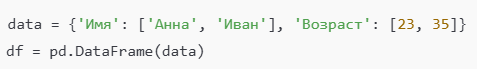 data = {'Имя': ['Анна', 'Иван'], 'Возраст': [23, 35]}
df = pd.DataFrame(data)